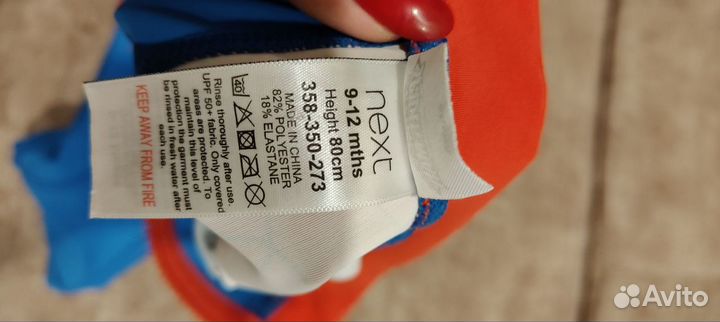 next
9-12 mths
Height 80cm
358-350-273
MADE IN CHINA
82% POLYESTER
18% ELASTANE
40
Rinse thoroughly after use.
UPF 50+ fabric. Only covered
areas are protected. To
maintain this level of
protection the garment must
be rinsed in fresh water after
each use.
KEEP AWAY FROM FIRE
Avito